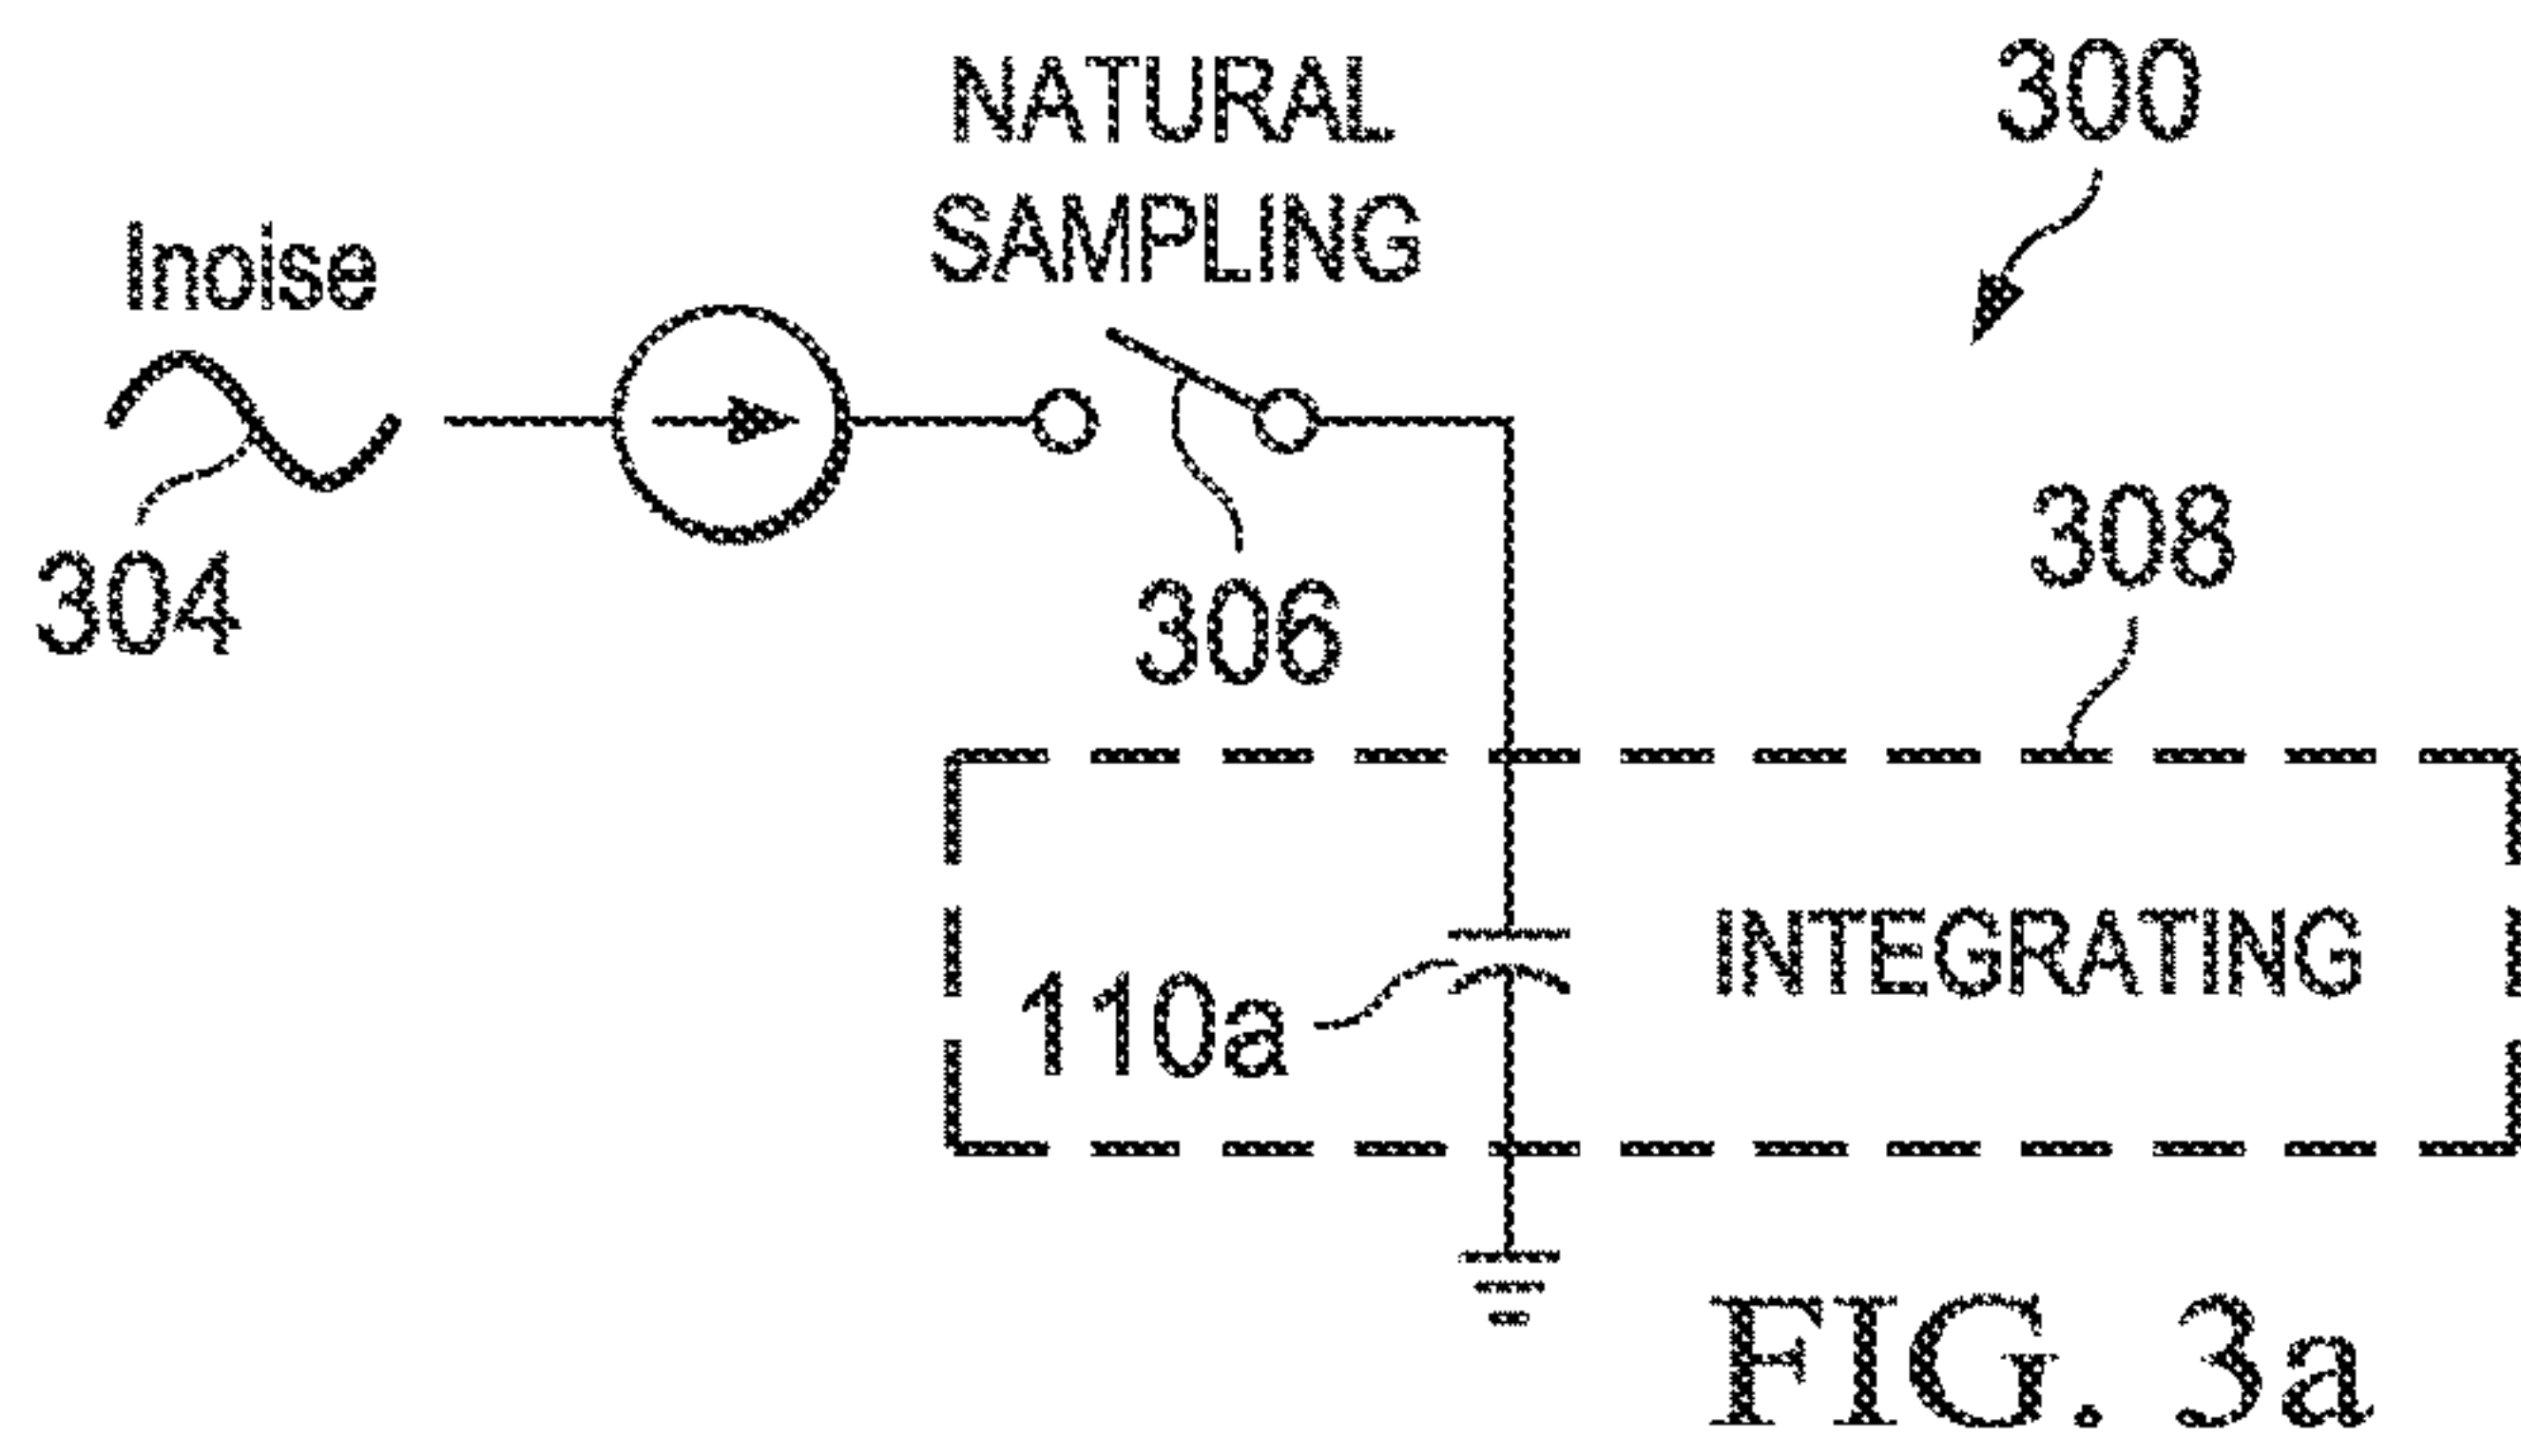 NATURAL
SAMPLING
300
Inoise
304
306
308
110a
INTEGRATING
FIG. 3a